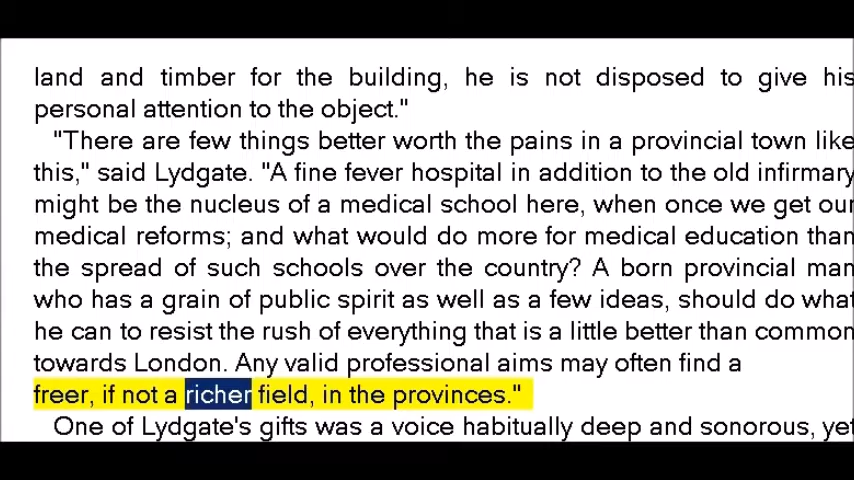 land and timber for the building, he is not disposed to give his
personal attention to the object."
"There are few things better worth the pains in a provincial town like
this," said Lydgate. "A fine fever hospital in addition to the old infirmary
might be the nucleus of a medical school here, when once we get our
medical reforms; and what would do more for medical education than
the spread of such schools over the country? A born provincial man
who has a grain of public spirit as well as a few ideas, should do what
he can to resist the rush of everything that is a little better than common
towards London. Any valid professional aims may often find a
freer, if not a richer field, in the provinces."
One of Lydgate's gifts was a voice habitually deep and sonorous, yet